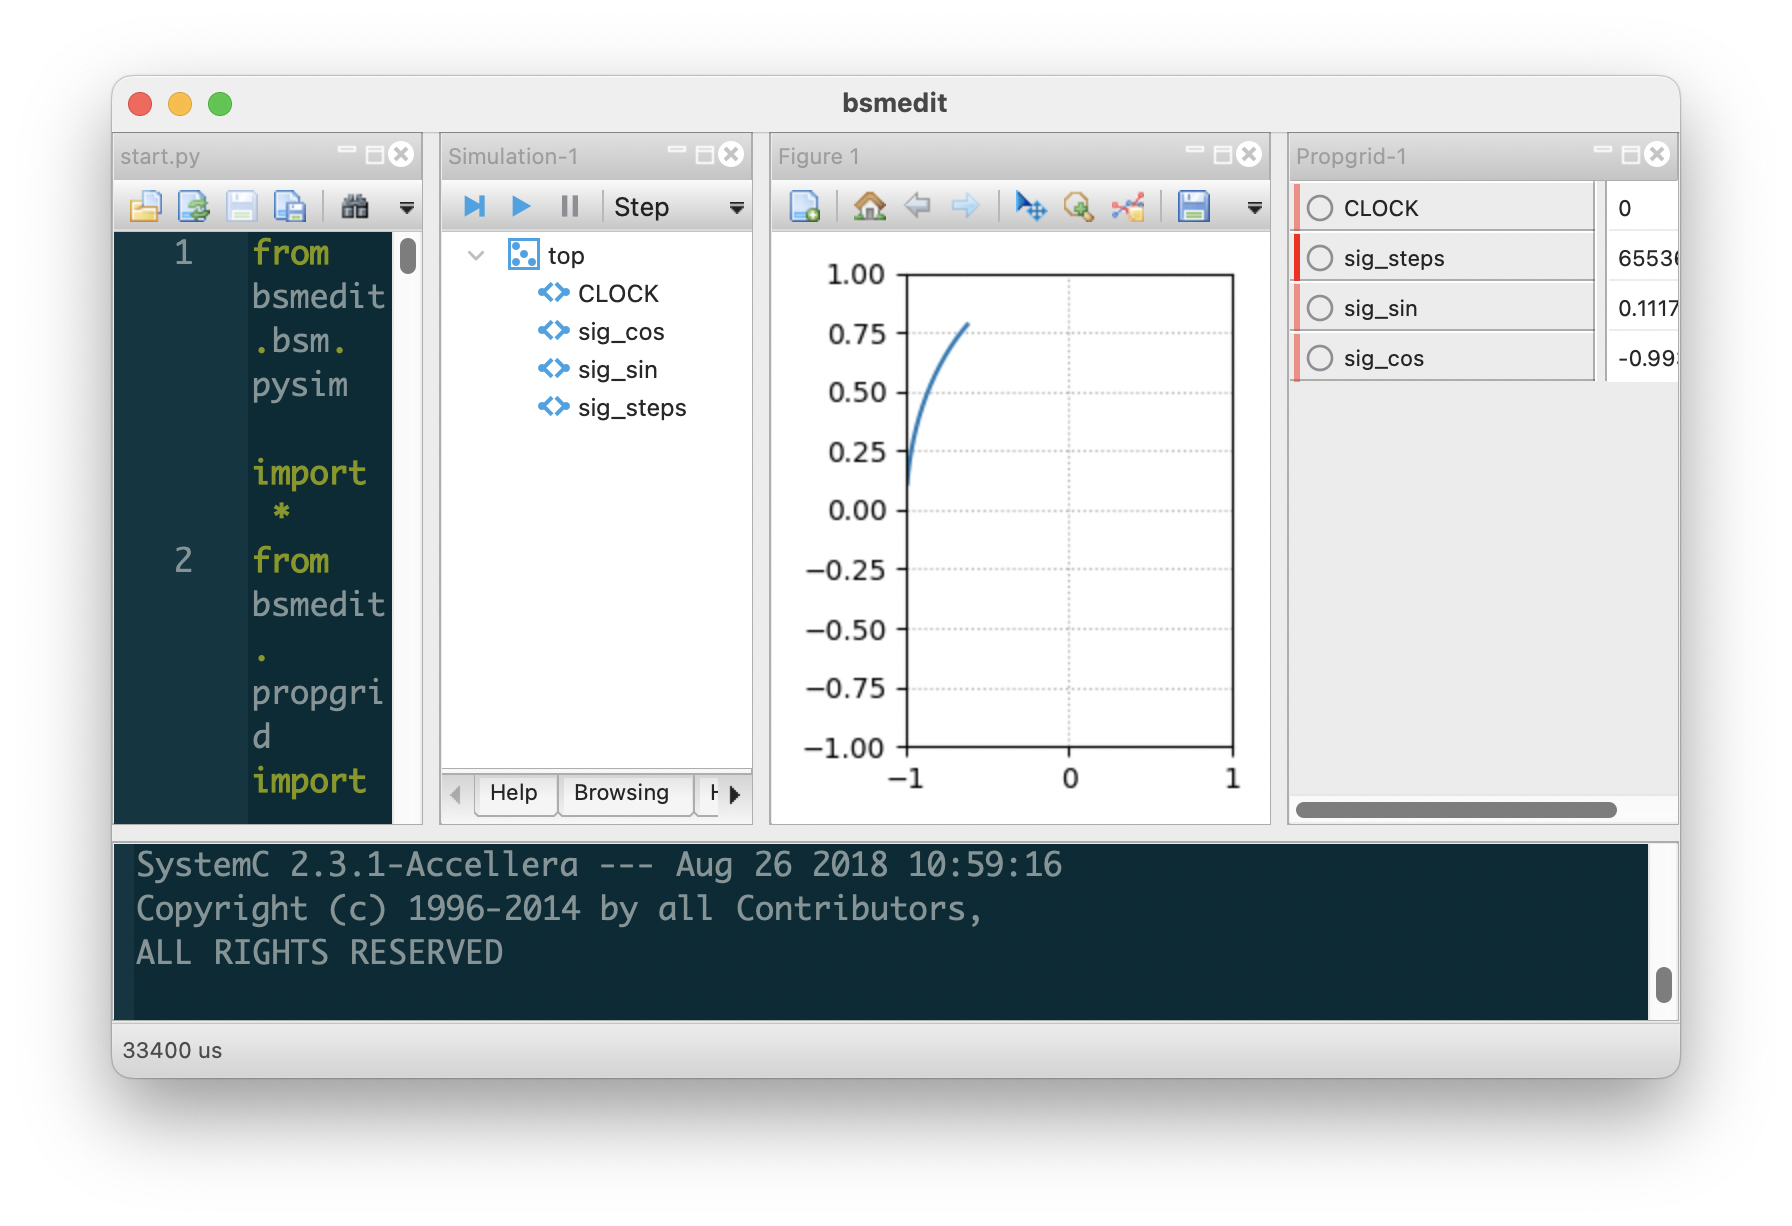 bsmedit
start.py
1
from
bsmedit
.bsm.
pysim
import
*
2
from
bsmedit
.
propgri
d
import
Simulation-1
Step
top
CLOCK
sig_cos
sig_sin
sig_steps
Help
Browsing
Figure 1
1.00
0.75
0.50
0.25
0.00
−0.25
−0.50
−0.75
−1.00
−1 0 1
Propgrid-1
CLOCK 0
sig_steps 65536
sig_sin 0.1117
sig_cos -0.99
SystemC 2.3.1-Accellera --- Aug 26 2018 10:59:16
Copyright (c) 1996-2014 by all Contributors,
ALL RIGHTS RESERVED
33400 us